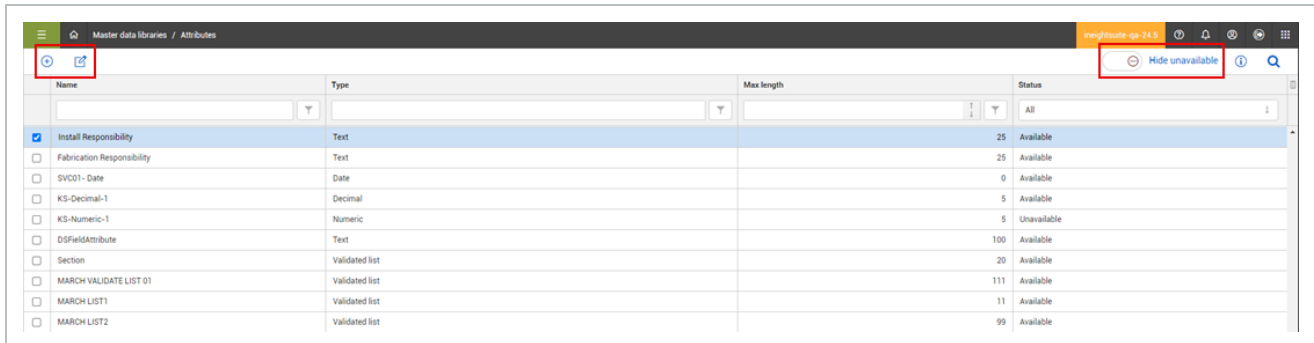 Master data libraries / Attributes
ineightsuite-qa-24.5
Hide unavailable
Name Type Max length Status
All
Install Responsibility Text 25 Available
Fabrication Responsibility Text 25 Available
SVC01- Date Date 0 Available
KS-Decimal-1 Decimal 5 Available
KS-Numeric-1 Numeric 5 Unavailable
DSFieldAttribute Text 100 Available
Section Validated list 20 Available
MARCH VALIDATE LIST 01 Validated list 111 Available
MARCH LIST1 Validated list 11 Available
MARCH LIST2 Validated list 99 Available